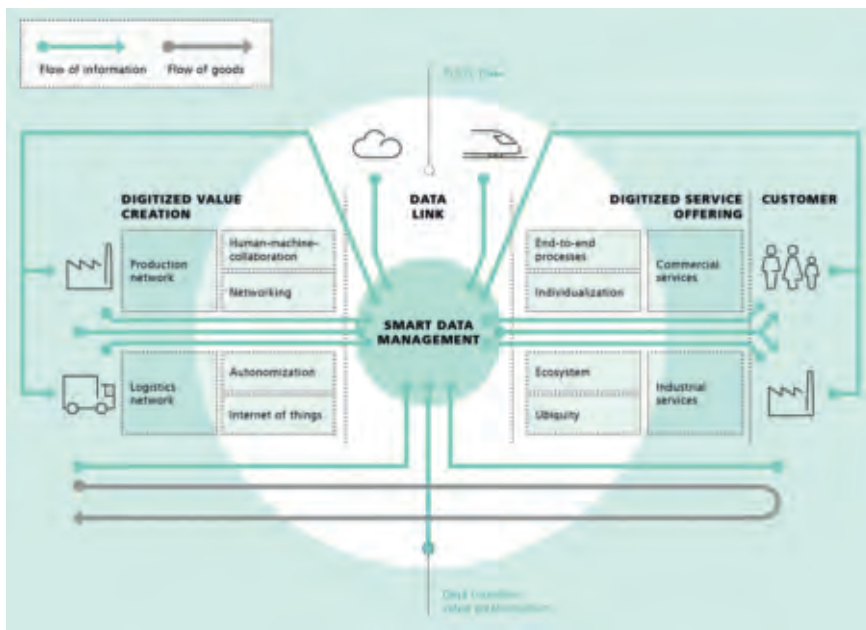 Flow of information
Flow of goods
DIGITIZED VALUE
CREATION
DATA
LINK
DIGITIZED SERVICE
OFFERING
CUSTOMER
Production
network
Human-machine-
collaboration
Networking
End-to-end
processes
Individualization
Commercial
services
SMART DATA
MANAGEMENT
Logistics
network
Autonomization
Internet of things
Ecosystem
Ubiquity
Industrial
services